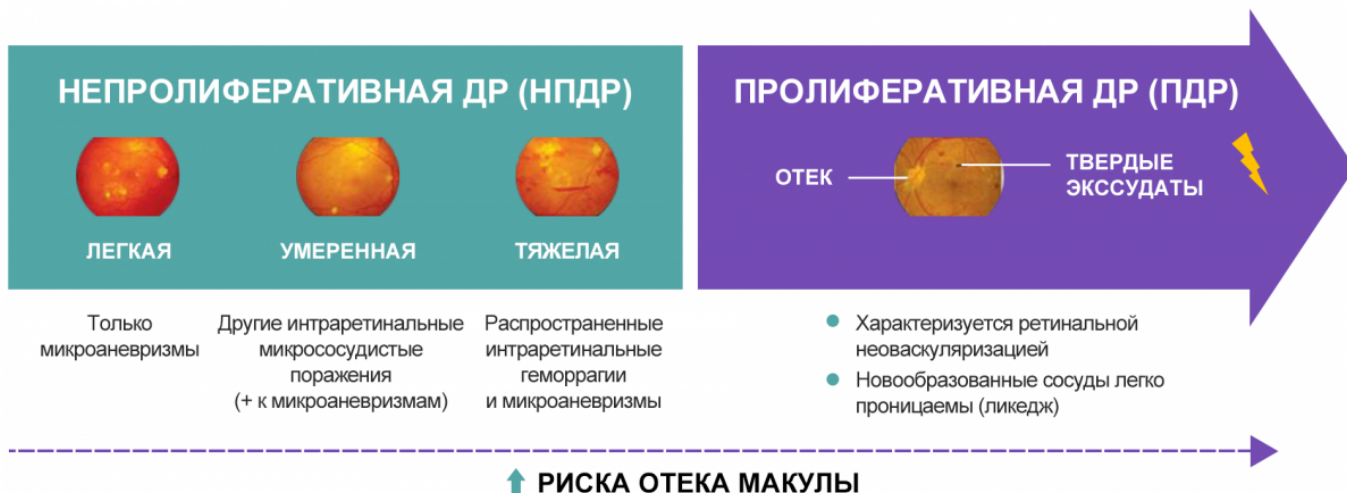 НЕПРОЛИФЕРАТИВНАЯ ДР (НПДР)
ЛЕГКАЯ
УМЕРЕННАЯ
ТЯЖЕЛАЯ
Только
микроаневризмы
Другие интраретинальные
микрососудистые
поражения
(+ к микроаневризмам)
Распространенные
интраретинальные
геморрагии
и микроаневризмы
ПРОЛИФЕРАТИВНАЯ ДР (ПДР)
ОТЕК
ТВЕРДЫЕ
ЭКССУДАТЫ
Характеризуется ретинальной
неоваскуляризацией
Новообразованные сосуды легко
проницаемы (ликедж)
РИСКА ОТЕКА МАКУЛЫ